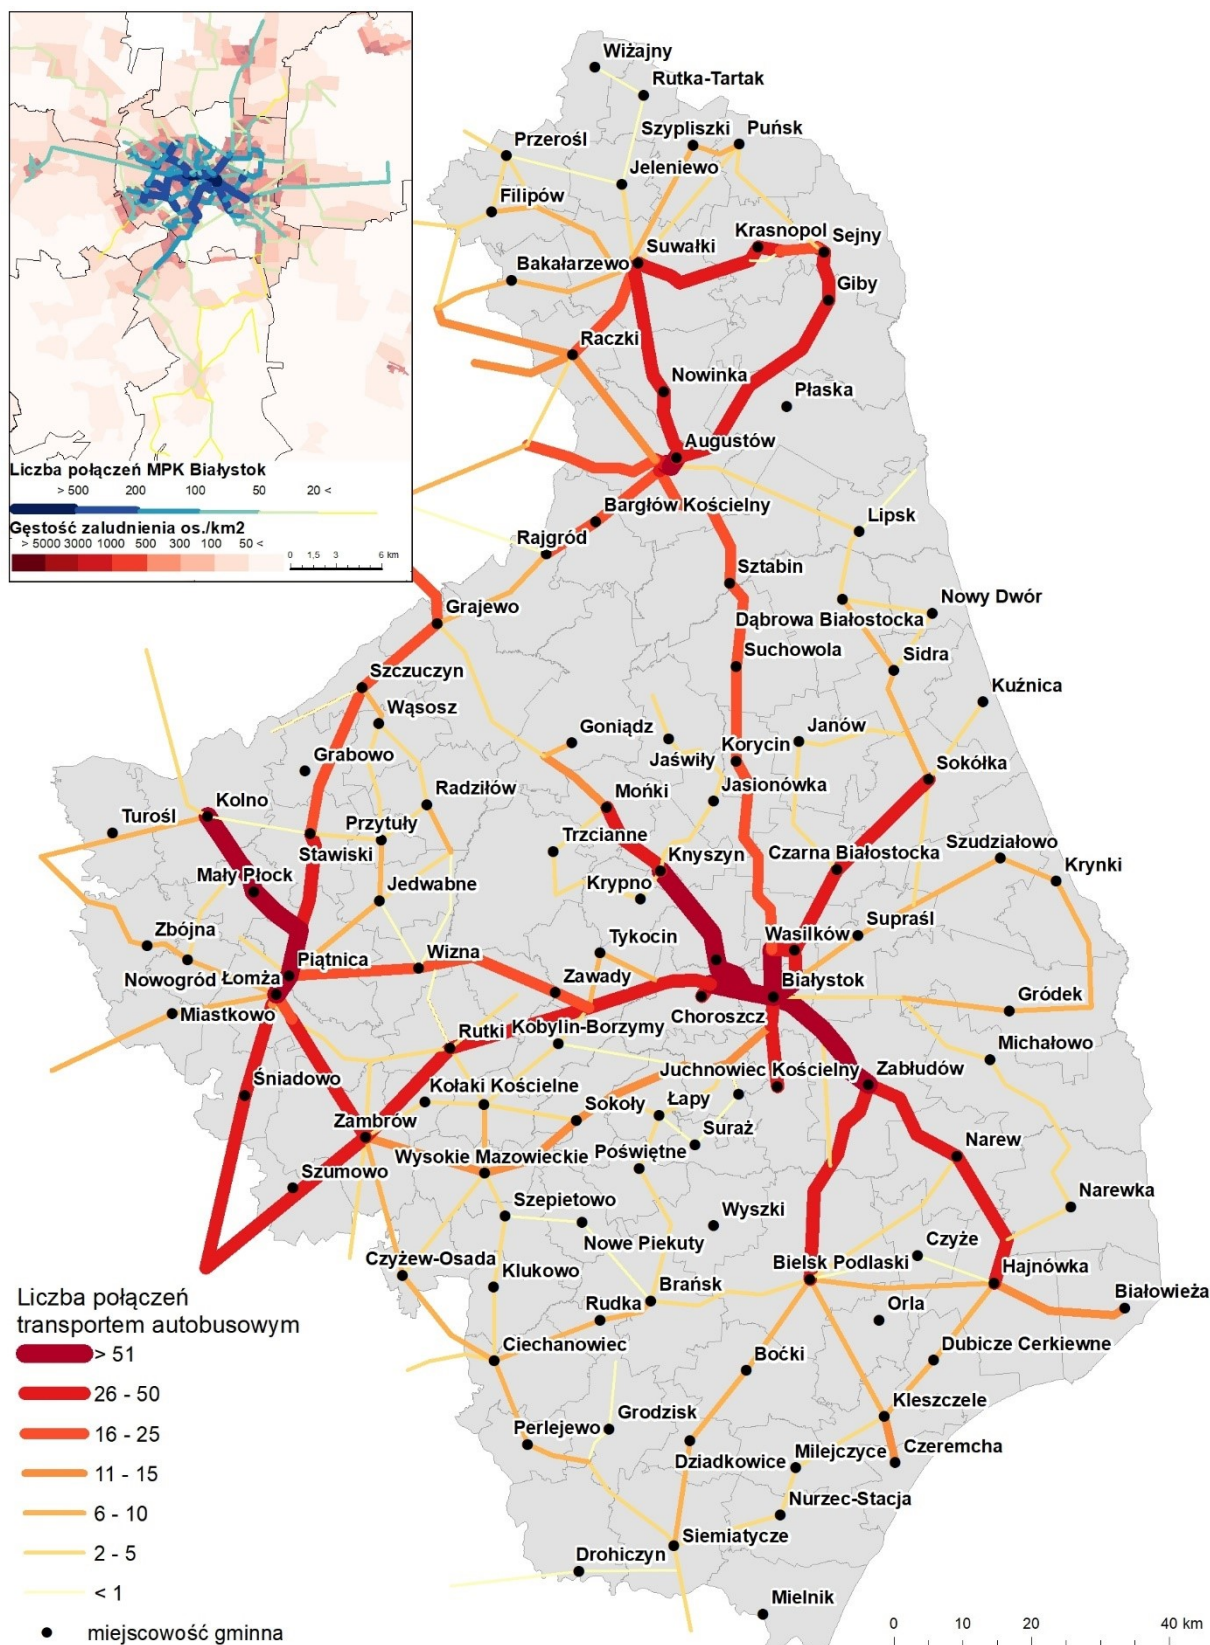 Liczba połączeń MPK Białystok
> 500 200 100 50 20 <
Gęstość zaludnienia os./km2
> 5000 3000 1000 500 300 100 50 <
0 1,5 3 6 km
Wiżajny
Rutka-Tartak
Szypliszki Puńsk
Przerośl
Jeleniewo
Filipów
Suwałki Krasnopol Sejny
Bakałarzewo
Giby
Raczki
Nowinka
Płaska
Augustów
Bargłów Kościelny
Lipsk
Rajgród
Sztabin
Nowy Dwór
Grajewo
Dąbrowa Białostocka
Suchowola
Sidra
Szczuczyn
Kuźnica
Wąsosz
Goniądz
Janów
Korycin
Jaświły
Grabowo
Sokółka
Radziłów
Jasionówka
Kolno
Mońki
Turośl
Przytuły
Trzcianne
Szudziałowo
Stawiski
Knyszyn
Czarna Białostocka
Krynki
Mały Płock
Jedwabne
Krypno
Supraśl
Zbójna
Wasilków
Tykocin
Piątnica
Wizna
Nowogród Łomża
Zawady
Białystok
Gródek
Miastkowo
Choroszcz
Rutki
Kobylin-Borzymy
Michałowo
Juchnowiec Kościelny
Zabłudów
Śniadowo
Kołaki Kościelne
Łapy
Sokoły
Zambrów
Suraż
Narew
Wysokie Mazowieckie
Poświętne
Szumowo
Narewka
Szepietowo
Wyszki
Nowe Piekuty
Czyże
Czyżew-Osada
Bielsk Podlaski
Klukowo
Hajnówka
Brańsk
Białowieża
Rudka
Orla
Ciechanowiec
Dubicze Cerkiewne
Boćki
Kleszczele
Grodzisk
Perlejewo
Czeremcha
Milejczyce
Dziadkowice
Nurzec-Stacja
Siemiatycze
Drohiczyn
Mielnik
Liczba połączeń
transportem autobusowym
> 51
26 - 50
16 - 25
11 - 15
6 - 10
2 - 5
< 1
miejscowość gminna
0 10 20 40 km